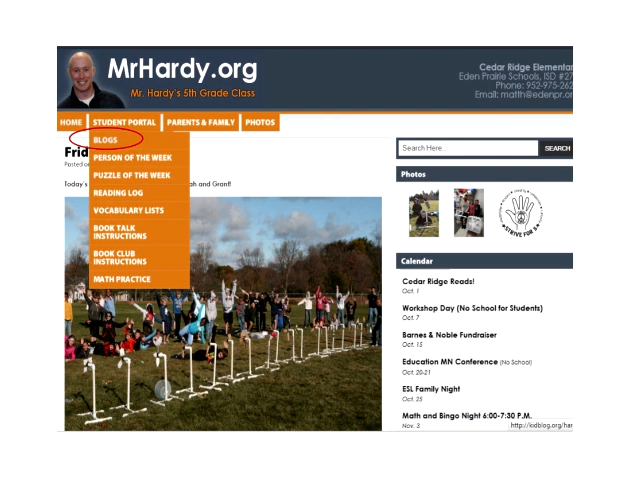 MrHardy.org
Mr. Hardy's 5th Grade Class
Cedar Ridge Elementar
Eden Prairie Schools, ISD #27
Phone: 952-975-262
Email: matth@edenpr.or
HOME
STUDENT PORTAL
PARENTS & FAMILY
PHOTOS
BLOGS
PERSON OF THE WEEK
PUZZLE OF THE WEEK
READING LOG
VOCABULARY LISTS
BOOK TALK
INSTRUCTIONS
BOOK CLUB
INSTRUCTIONS
MATH PRACTICE
Frid
Posted o
Today's
ah and Grant!
Search Here...
SEARCH
Photos
STRIVE FOR 5
Calendar
Cedar Ridge Reads!
Oct. 1
Workshop Day (No School for Students)
Oct. 7
Barnes & Noble Fundraiser
Oct. 15
Education MN Conference (No School)
Oct. 20-21
ESL Family Night
Oct. 25
Math and Bingo Night 6:00-7:30 P.M.
Nov. 3
http://kidblog.org/har